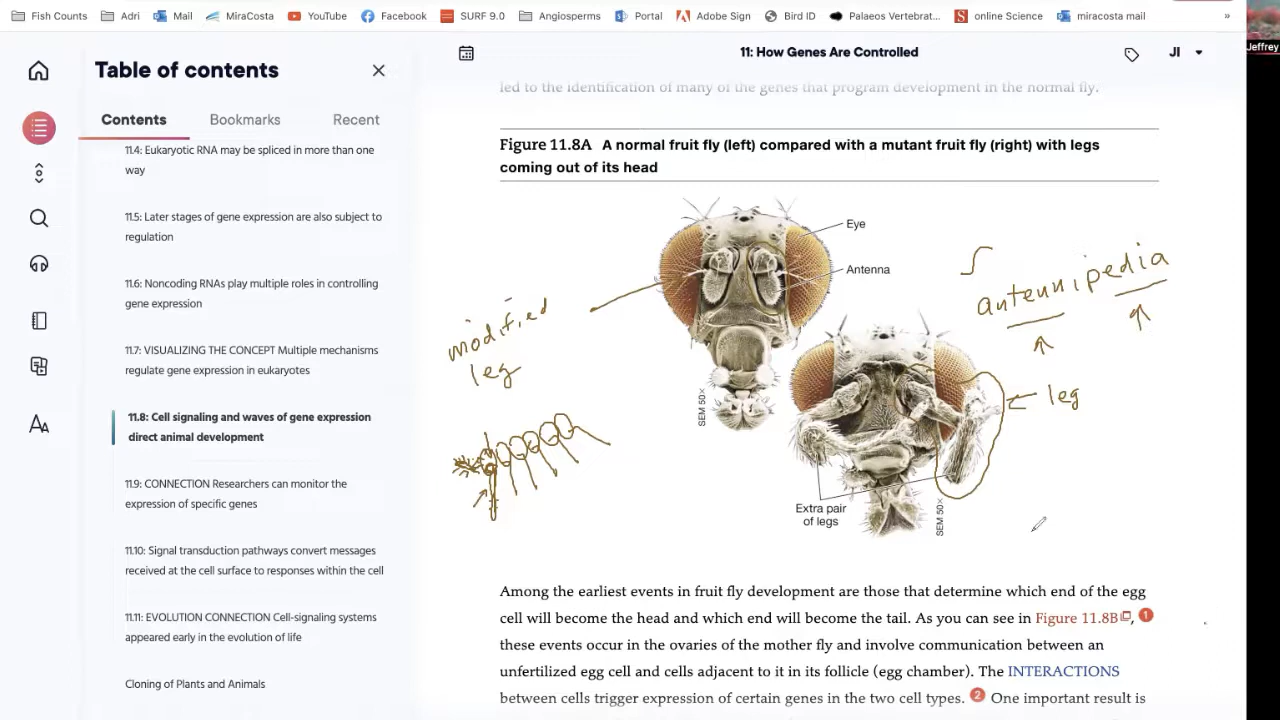 Fish Counts
Adri
Mail
MiraCosta
YouTube
Facebook
SURF 9.0
Angiosperms
Portal
Adobe Sign
Bird ID
Palaeos Vertebrat...
online Science
miracosta mail
»
Jeffrey
11: How Genes Are Controlled
JI
Table of contents
Contents
Bookmarks
Recent
11.4: Eukaryotic RNA may be spliced in more than one
way
11.5: Later stages of gene expression are also subject to
regulation
11.6: Noncoding RNAs play multiple roles in controlling
gene expression
11.7: VISUALIZING THE CONCEPT Multiple mechanisms
regulate gene expression in eukaryotes
11.8: Cell signaling and waves of gene expression
direct animal development
11.9: CONNECTION Researchers can monitor the
expression of specific genes
11.10: Signal transduction pathways convert messages
received at the cell surface to responses within the cell
11.11: EVOLUTION CONNECTION Cell-signaling systems
appeared early in the evolution of life
Cloning of Plants and Animals
AA
led to the identification of many of the genes that program development in the normal fly.
Figure 11.8A A normal fruit fly (left) compared with a mutant fruit fly (right) with legs
coming out of its head
Eye
Antenna
antennipedia
modified
leg
SEM 50×
leg
Extra pair
of legs
SEM 50×
Among the earliest events in fruit fly development are those that determine which end of the egg
cell will become the head and which end will become the tail. As you can see in Figure 11.8B, 1
these events occur in the ovaries of the mother fly and involve communication between an
unfertilized egg cell and cells adjacent to it in its follicle (egg chamber). The INTERACTIONS
between cells trigger expression of certain genes in the two cell types. 2 One important result is